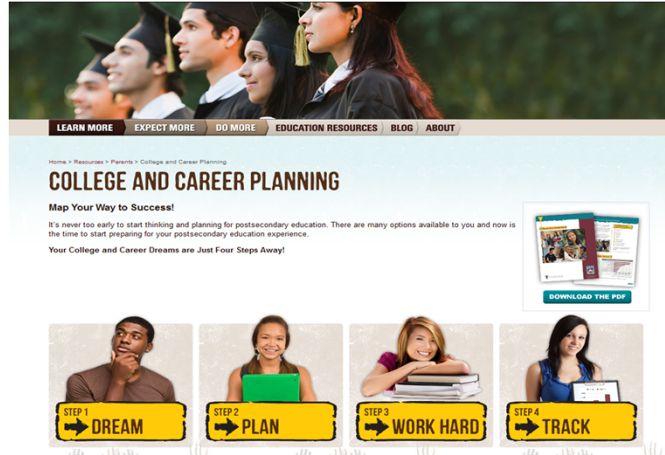 LEARN MORE EXPECT MORE DO MORE EDUCATION RESOURCES BLOG ABOUT
Home > Resources > Parents > College and Career Planning
COLLEGE AND CAREER PLANNING
Map Your Way to Success!
It's never too early to start thinking and planning for postsecondary education. There are many options available to you and now is
the time to start preparing for your postsecondary education experience.
Your College and Career Dreams are Just Four Steps Away!
DOWNLOAD THE PDF
STEP 1
DREAM
STEP 2
PLAN
STEP 3
WORK HARD
STEP 4
TRACK